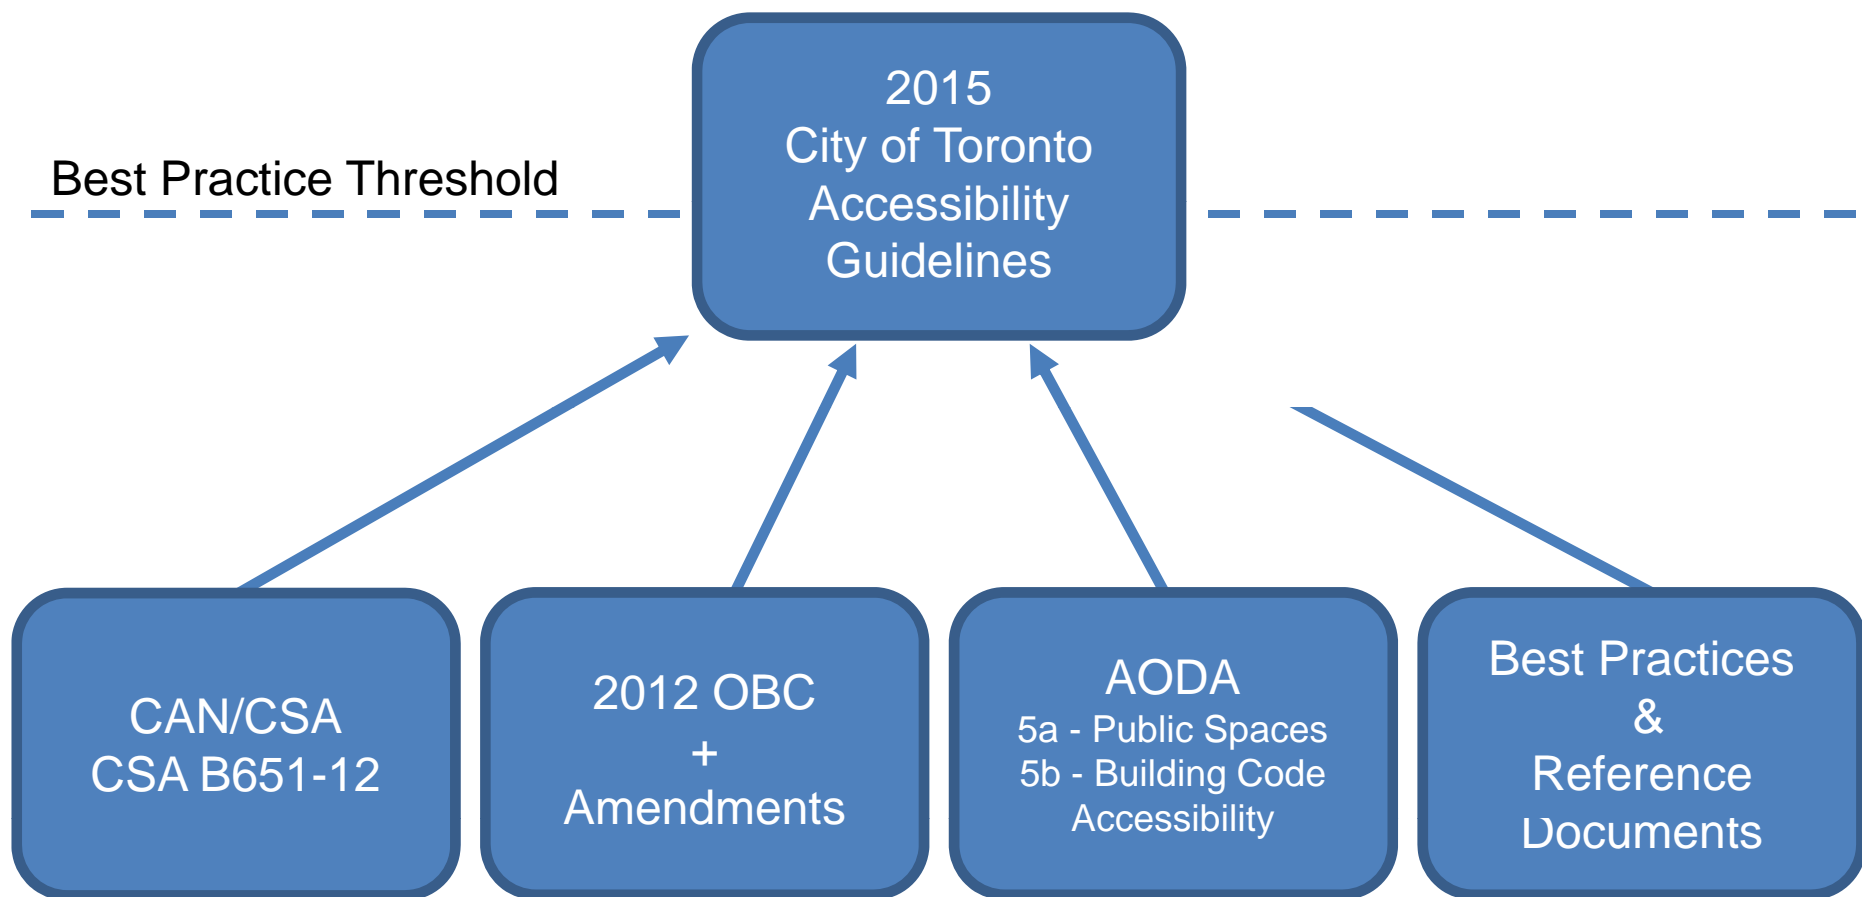 2015
City of Toronto
Accessibility
Guidelines
Best Practice Threshold
CAN/CSA
CSA B651-12
2012 OBC
+
Amendments
AODA
5a - Public Spaces
5b - Building Code
Accessibility
Best Practices
&
Reference
Documents